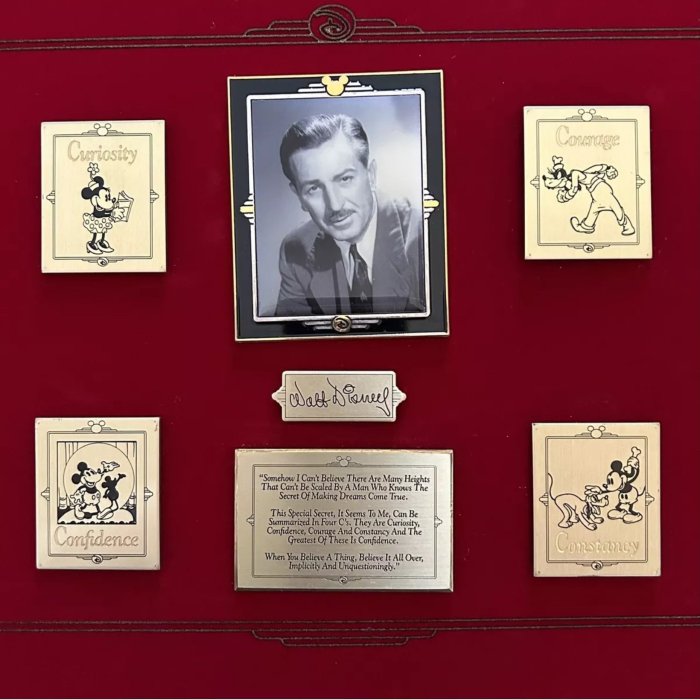 Curiosity
Courage
Walt Disney
"Somehow I Can't Believe There Are Many Heights
That Can't Be Scaled By A Man Who Knows The
Secret Of Making Dreams Come True.
This Special Secret, It Seems To Me, Can Be
Summarized In Four C's. They Are Curiosity,
Confidence, Courage And Constancy And The
Greatest Of These Is Confidence.
When You Believe A Thing, Believe It All Over,
Implicitly And Unquestioningly."
Confidence
Constancy